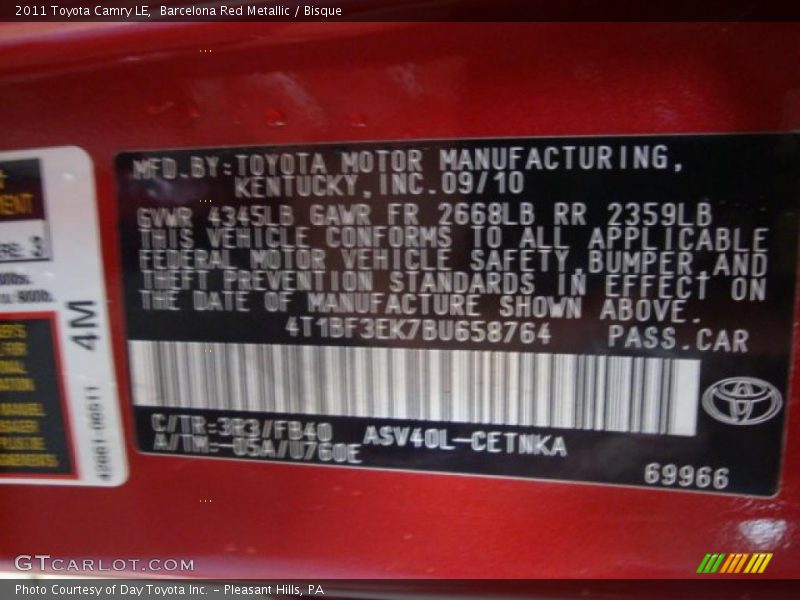 2011 Toyota Camry LE, Barcelona Red Metallic / Bisque
MFD.BY:TOYOTA MOTOR MANUFACTURING,
KENTUCKY,INC.09/10
GVWR 4345LB GAWR FR 2668LB RR 2359LB
THIS VEHICLE CONFORMS TO ALL APPLICABLE
FEDERAL MOTOR VEHICLE SAFETY,BUMPER,AND
THEFT PREVENTION STANDARDS IN EFFECT ON
THE DATE OF MANUFACTURE SHOWN ABOVE.
4T1BF3EK7BU658764 PASS.CAR
C/TR:3R3/FB40 ASV40L-CETNKA
A/TM:-05A/U760E
69966
4M
GTCARLOT.COM
Photo Courtesy of Day Toyota Inc. - Pleasant Hills, PA